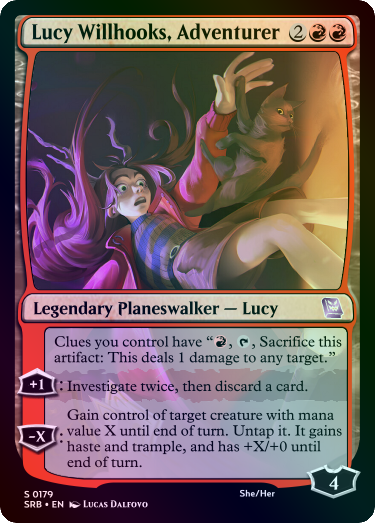 Lucy Willhooks, Adventurer 2
Legendary Planeswalker — Lucy
Clues you control have “, , Sacrifice this
artifact: This deals 1 damage to any target.”
+1: Investigate twice, then discard a card.
Gain control of target creature with mana
-X: value X until end of turn. Untap it. It gains
haste and trample, and has +X/+0 until
end of turn.
4
S 0179
She/Her
SRB • EN Lucas Dalfovo